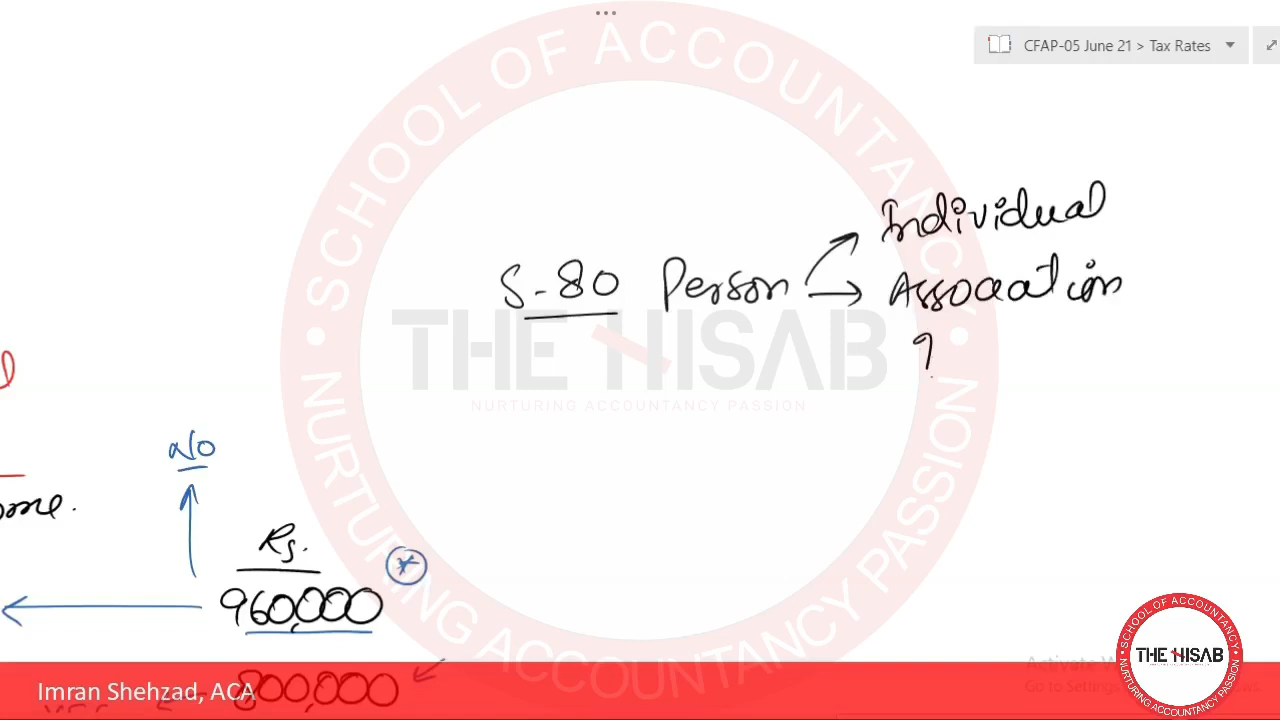 CFAP-05 June 21 > Tax Rates
SCHOOL OF ACCOUNTANCY
Individual
S-80 Person
Association
THE HISAB
NURTURING ACCOUNTANCY PASSION
NURTURING ACCOUNTANCY PASSION
No
Rs.
960,000
800,000
Imran Shehzad, ACA
SCHOOL OF ACCOUNTANCY
THE HISAB
NURTURING ACCOUNTANCY PASSION